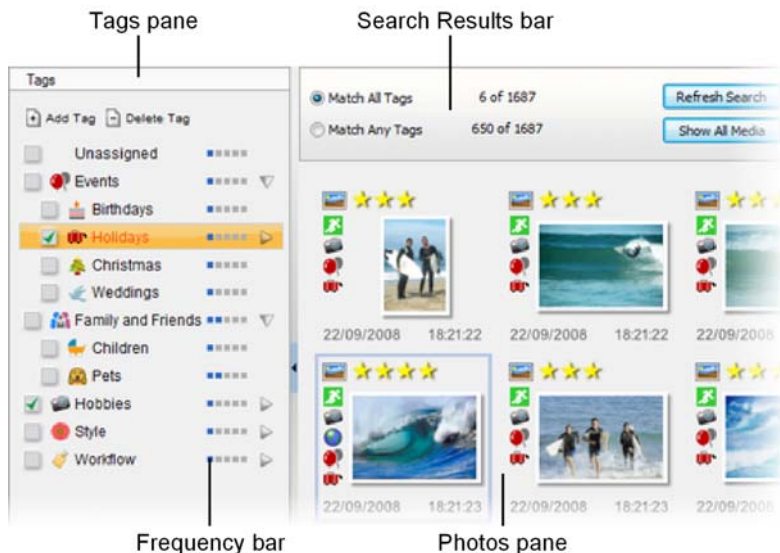 Tags pane
Search Results bar
Tags
Add Tag Delete Tag
Match All Tags 6 of 1687 Refresh Search
Match Any Tags 650 of 1687 Show All Media
Unassigned
Events
Birthdays
Holidays
Christmas
Weddings
Family and Friends
Children
Pets
Hobbies
Style
Workflow
22/09/2008 18:21:22 22/09/2008 18:21:22 22/09/2008
22/09/2008 18:21:23 22/09/2008 18:21:23 22/09/2008
Frequency bar
Photos pane